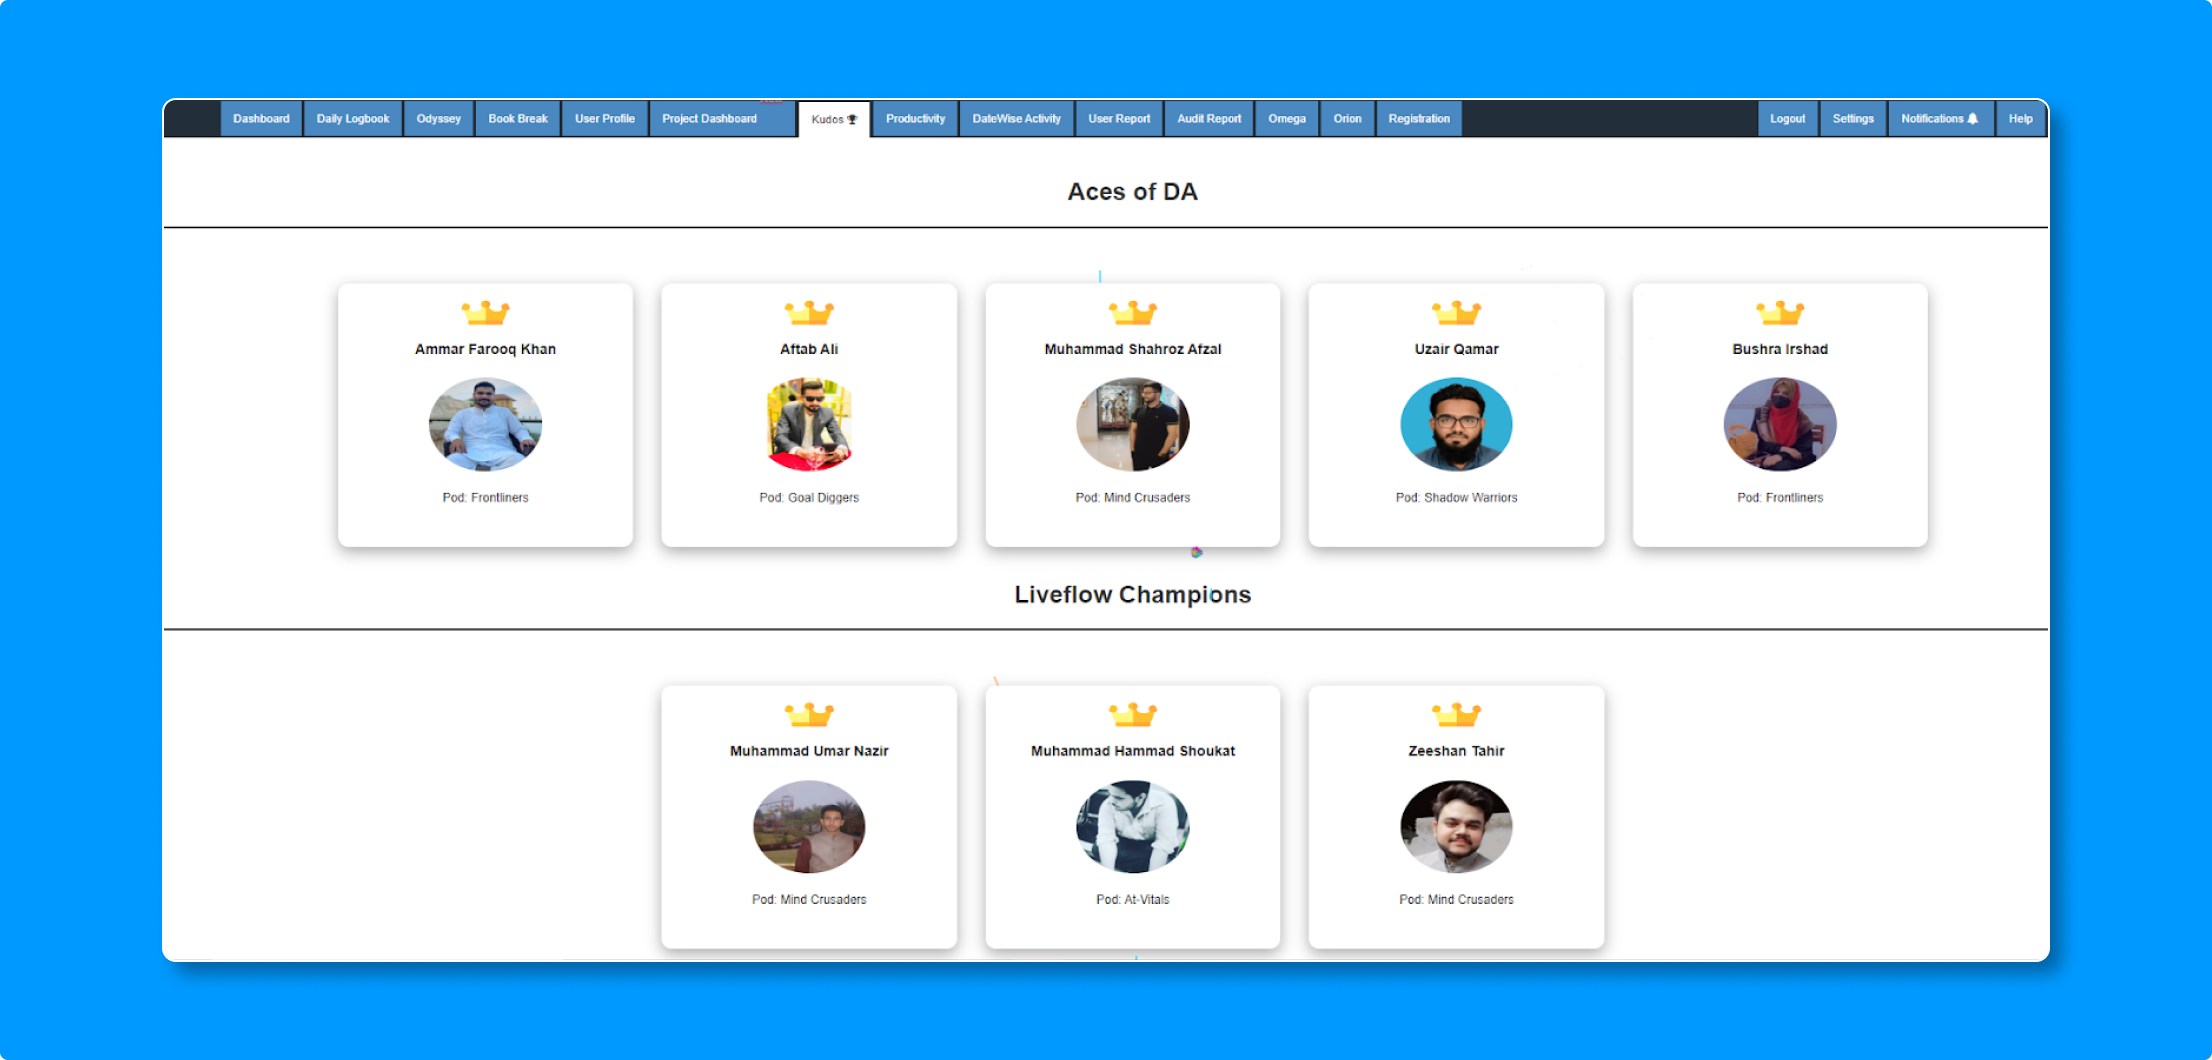 Dashboard Daily Logbook Odyssey Book Break User Profile Project Dashboard Kudos Productivity DateWise Activity User Report Audit Report Omega Orion Registration Logout Settings Notifications Help
Aces of DA
Ammar Farooq Khan Aftab Ali Muhammad Shahroz Afzal Uzair Qamar Bushra Irshad
Pod: Frontliners Pod: Goal Diggers Pod: Mind Crusaders Pod: Shadow Warriors Pod: Frontliners
Liveflow Champions
Muhammad Umar Nazir Muhammad Hammad Shoukat Zeeshan Tahir
Pod: Mind Crusaders Pod: At-Vitals Pod: Mind Crusaders